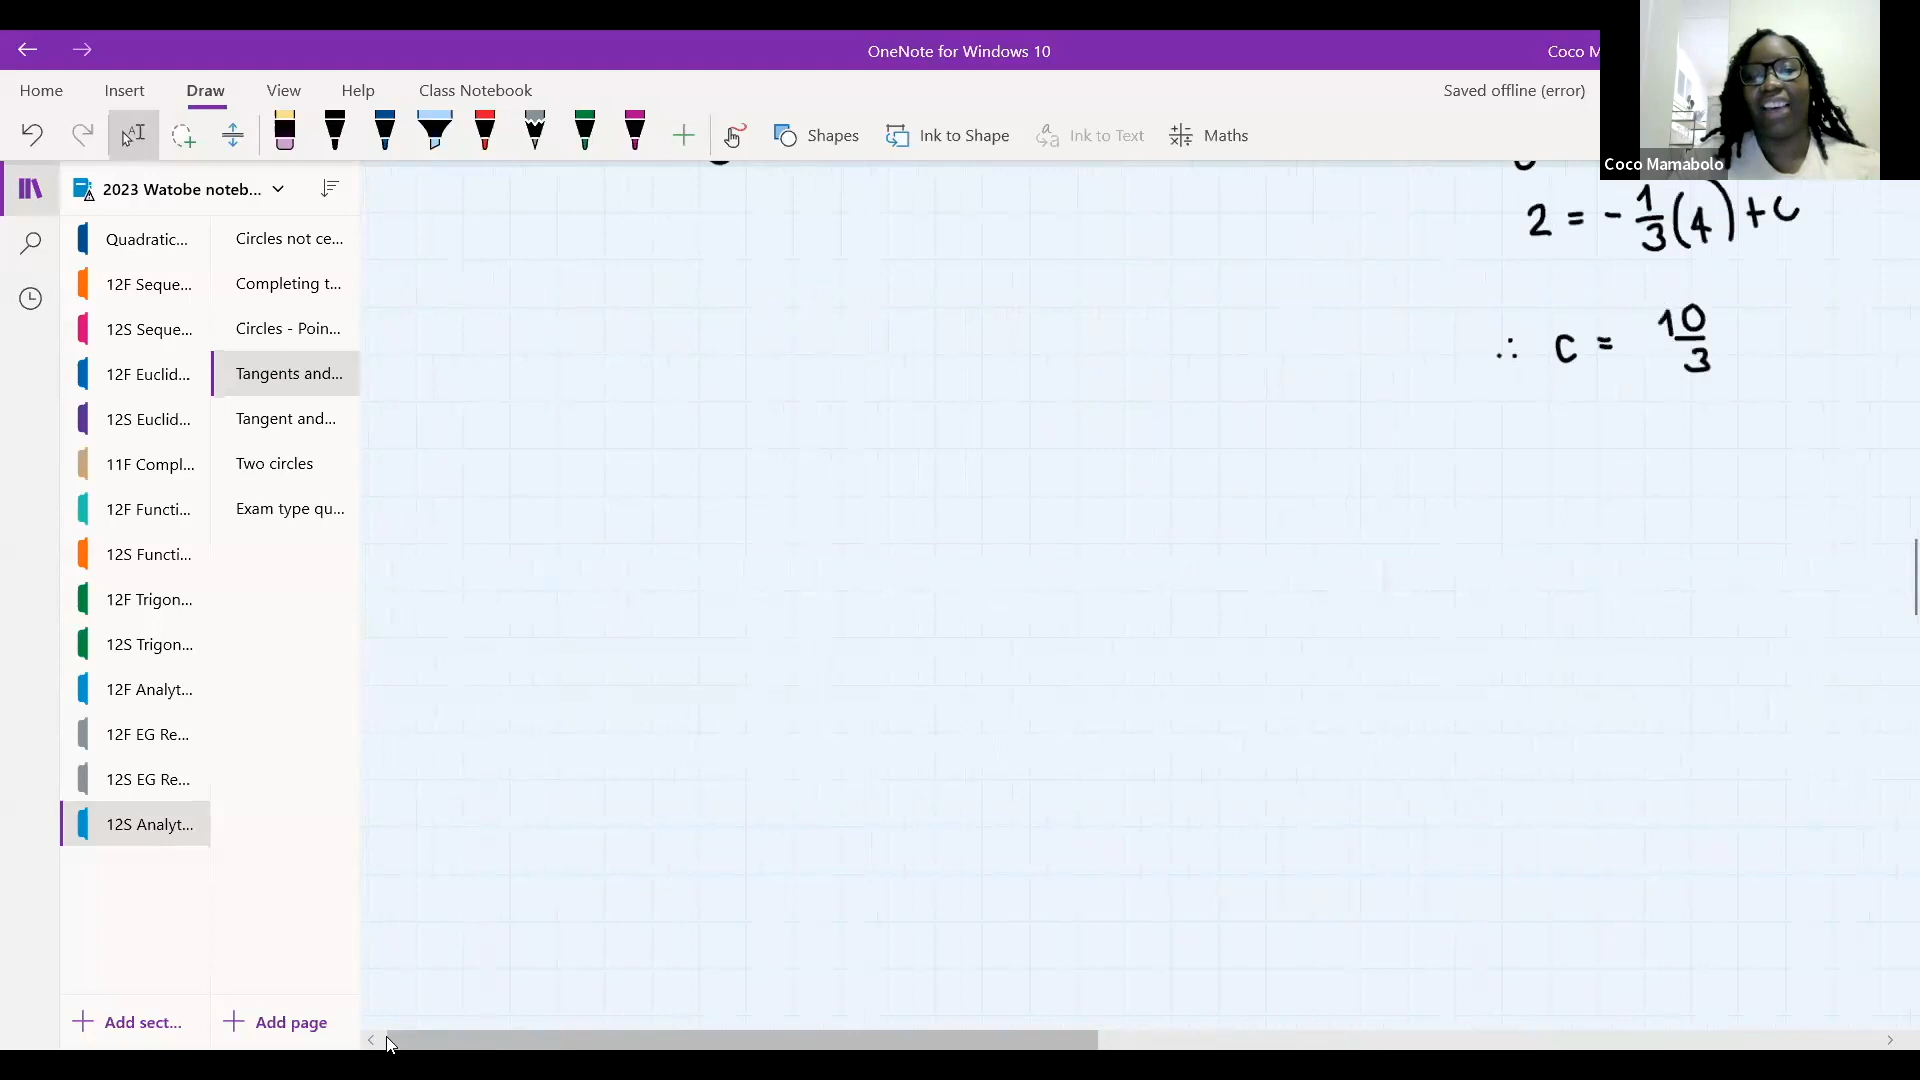 OneNote for Windows 10
Coco M
Home Insert Draw View Help Class Notebook
Saved offline (error)
Shapes Ink to Shape Ink to Text Maths
Coco Mamabolo
2023 Watobe noteb...
Quadratic...
12F Seque...
12S Seque...
12F Euclid...
12S Euclid...
11F Compl...
12F Functi...
12S Functi...
12F Trigon...
12S Trigon...
12F Analyt...
12F EG Re...
12S EG Re...
12S Analyt...
Add sect...
Circles not ce...
Completing t...
Circles - Poin...
Tangents and...
Tangent and...
Two circles
Exam type qu...
Add page
2 = - 1/3 (4) + c
∴ c = 10/3